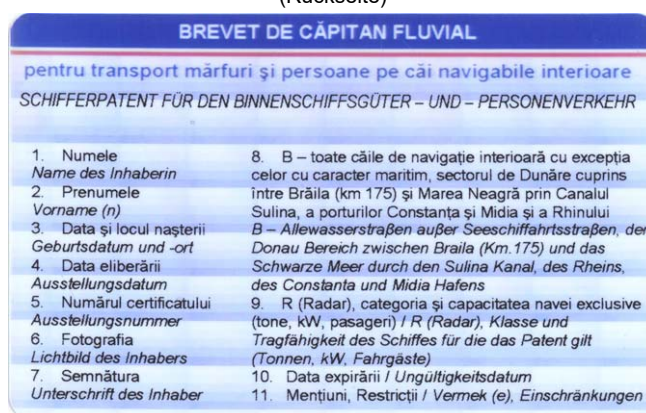 (Rückseite)
BREVET DE CĂPITAN FLUVIAL
pentru transport mărfuri şi persoane pe căi navigabile interioare
SCHIFFERPATENT FÜR DEN BINNENSCHIFFSGÜTER – UND – PERSONENVERKEHR
1. Numele
Name des Inhaberin
2. Prenumele
Vorname (n)
3. Data şi locul naşterii
Geburtsdatum und -ort
4. Data eliberării
Ausstellungsdatum
5. Numărul certificatului
Ausstellungsnummer
6. Fotografia
Lichtbild des Inhabers
7. Semnătura
Unterschrift des Inhaber
8. B – toate căile de navigaţie interioară cu excepţia
celor cu caracter maritim, sectorul de Dunăre cuprins
între Brăila (km 175) şi Marea Neagră prin Canalul
Sulina, a porturilor Constanţa şi Midia şi a Rhinului
B – Allewasserstraßen außer Seeschiffahrtsstraßen, der
Donau Bereich zwischen Braila (Km.175) und das
Schwarze Meer durch den Sulina Kanal, des Rheins,
des Constanta und Midia Hafens
9. R (Radar), categoria şi capacitatea navei exclusive
(tone, kW, pasageri) / R (Radar), Klasse und
Tragfähigkeit des Schiffes für die das Patent gilt
(Tonnen, kW, Fahrgäste)
10. Data expirării / Ungültigkeitsdatum
11. Menţiuni, Restricţii / Vermek (e), Einschränkungen